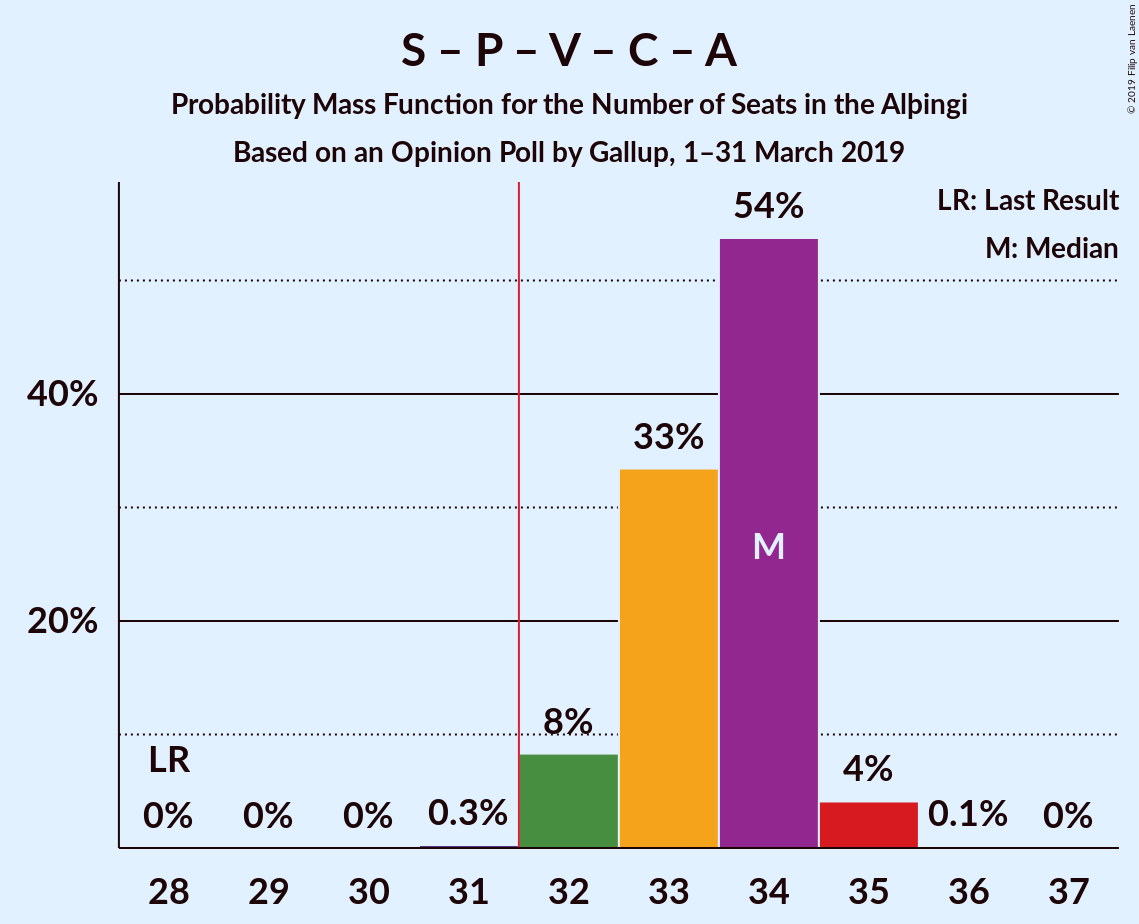 S – P – V – C – A
Probability Mass Function for the Number of Seats in the Alþingi
Based on an Opinion Poll by Gallup, 1–31 March 2019
© 2019 Filip van Laenen
LR: Last Result
M: Median
54%
40%
33%
M
20%
8%
LR
4%
0%
0%
0%
0.3%
0.1%
0%
28 29 30 31 32 33 34 35 36 37